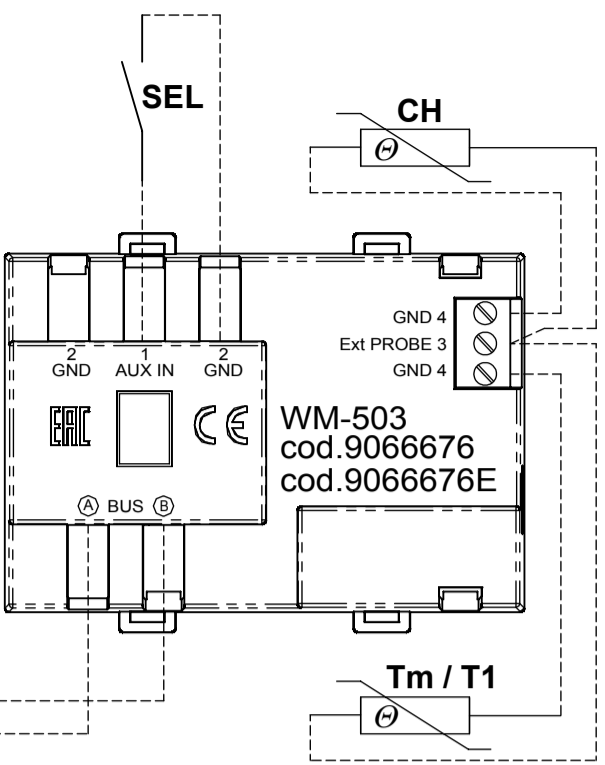 SEL
CH
GND 4
Ext PROBE 3
GND 4
2 1 2
GND AUX IN GND
EAC CE
WM-503
cod.9066676
cod.9066676E
A BUS B
Tm / T1
Θ
Θ